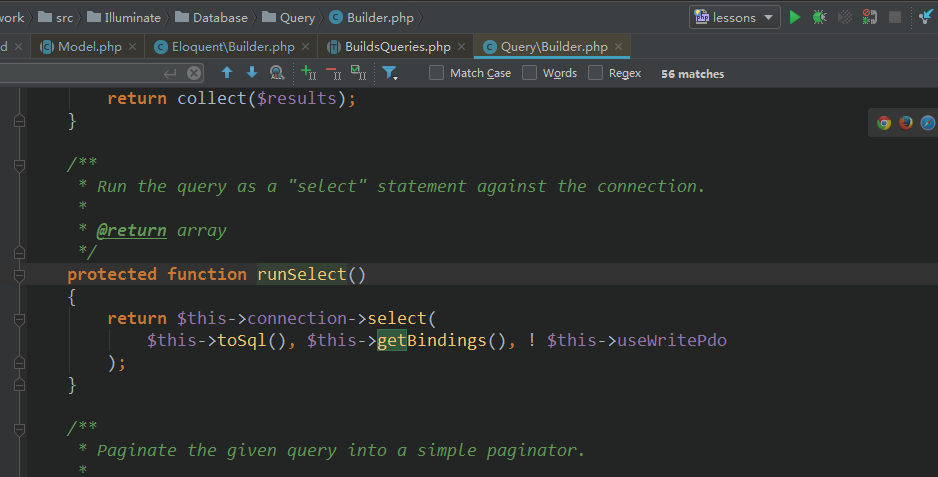 work src Illuminate Database Query Builder.php lessons
d Model.php Eloquent\Builder.php BuildsQueries.php Query\Builder.php
Match Case Words Regex 56 matches
return collect($results);
}
/**
* Run the query as a "select" statement against the connection.
*
* @return array
*/
protected function runSelect()
{
return $this->connection->select(
$this->toSql(), $this->getBindings(), ! $this->useWritePdo
);
}
/**
* Paginate the given query into a simple paginator.
*